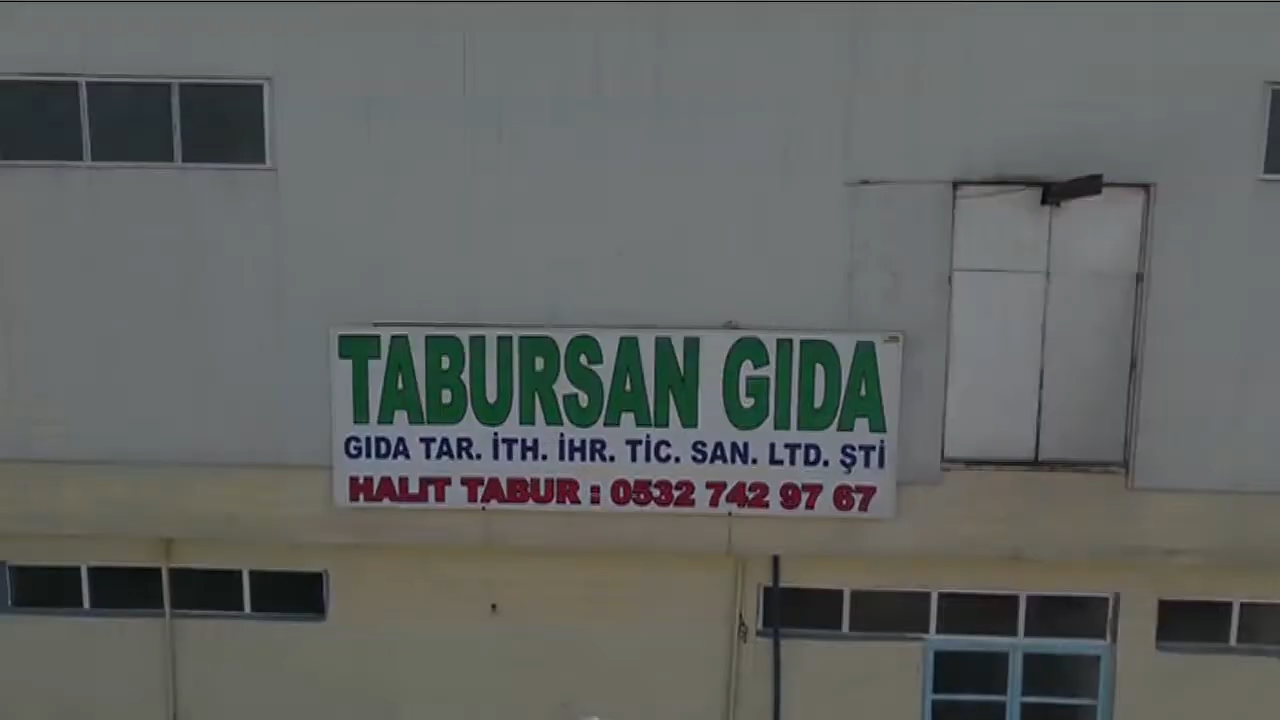 TABURSAN GIDA
GIDA TAR. İTH. İHR. TİC. SAN. LTD. ŞTİ
HALIT TABUR : 0532 742 97 67